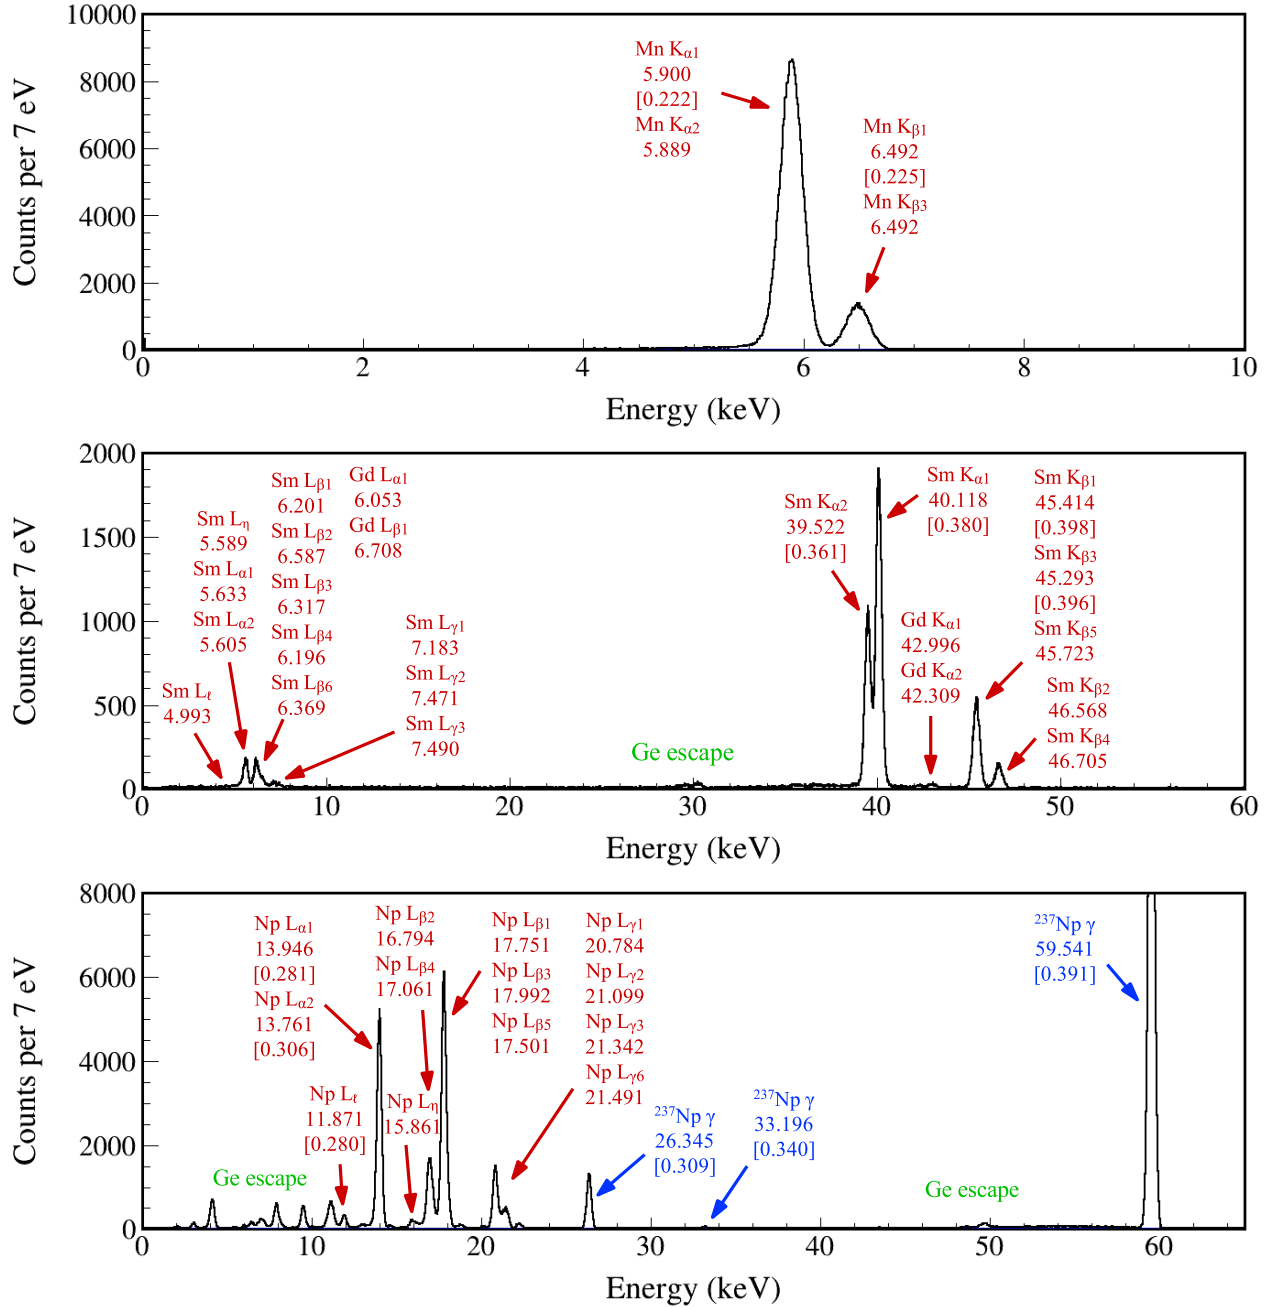 10000
8000
6000
4000
2000
0
Counts per 7 eV
Mn Kα1
5.900
[0.222]
Mn Kα2
5.889
Mn Kβ1
6.492
[0.225]
Mn Kβ3
6.492
0 2 4 6 8 10
Energy (keV)
2000
1500
1000
500
0
Counts per 7 eV
Sm Lℓ
4.993
Sm Lη
5.589
Sm Lα1
5.633
Sm Lα2
5.605
Sm Lβ1
6.201
Sm Lβ2
6.587
Sm Lβ3
6.317
Sm Lβ4
6.196
Sm Lβ6
6.369
Gd Lα1
6.053
Gd Lβ1
6.708
Sm Lγ1
7.183
Sm Lγ2
7.471
Sm Lγ3
7.490
Ge escape
Sm Kα2
39.522
[0.361]
Sm Kα1
40.118
[0.380]
Gd Kα1
42.996
Gd Kα2
42.309
Sm Kβ1
45.414
[0.398]
Sm Kβ3
45.293
[0.396]
Sm Kβ5
45.723
Sm Kβ2
46.568
Sm Kβ4
46.705
0 10 20 30 40 50 60
Energy (keV)
8000
6000
4000
2000
0
Counts per 7 eV
Ge escape
Np Lα1
13.946
[0.281]
Np Lα2
13.761
[0.306]
Np Lℓ
11.871
[0.280]
Np Lβ2
16.794
Np Lβ4
17.061
Np Lη
15.861
Np Lβ1
17.751
Np Lβ3
17.992
Np Lβ5
17.501
Np Lγ1
20.784
Np Lγ2
21.099
Np Lγ3
21.342
Np Lγ6
21.491
²³⁷Np γ
26.345
[0.309]
²³⁷Np γ
33.196
[0.340]
Ge escape
²³⁷Np γ
59.541
[0.391]
0 10 20 30 40 50 60
Energy (keV)